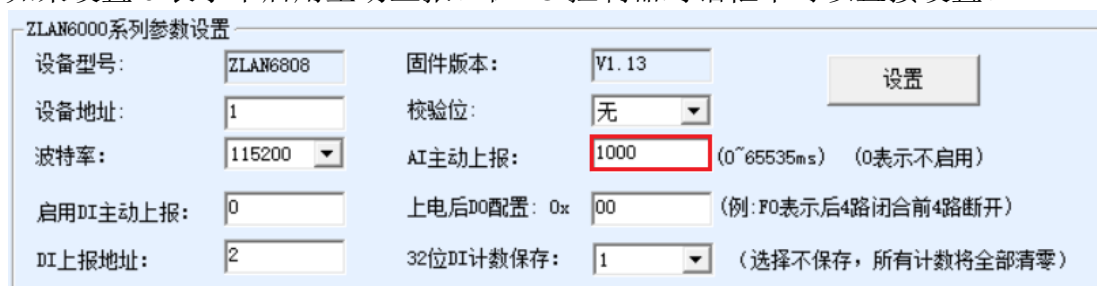 ZLAN6000系列参数设置
设备型号: ZLAN6808 固件版本: V1.13 设置
设备地址: 1 校验位: 无
波特率: 115200 AI主动上报: 1000 (0~65535ms) (0表示不启用)
启用DI主动上报: 0 上电后DO配置: 0x 00 (例:F0表示后4路闭合前4路断开)
DI上报地址: 2 32位DI计数保存: 1 (选择不保存，所有计数将全部清零)